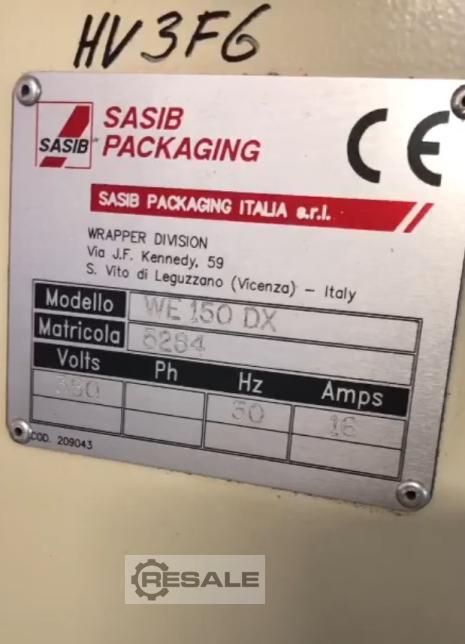 HV3F6
SASIB
SASIB PACKAGING
CE
SASIB PACKAGING ITALIA s.r.l.
WRAPPER DIVISION
Via J.F. Kennedy, 59
S. Vito di Leguzzano (Vicenza) - Italy
Modello WE 150 DX
Matricola 5284
Volts Ph Hz Amps
380 50 16
COD. 209043
RESALE